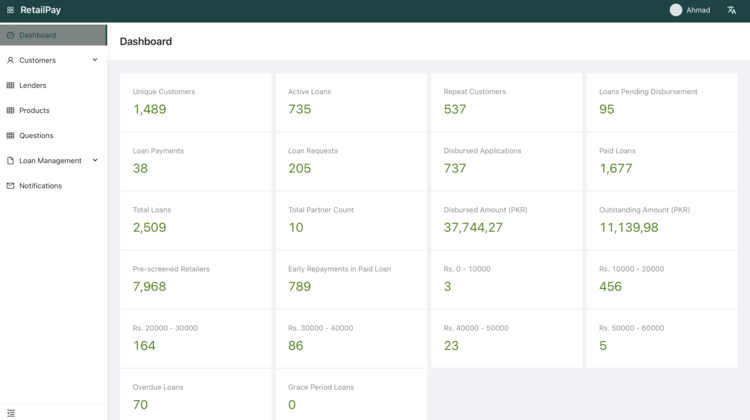 RetailPay
Ahmad
Dashboard
Customers
Lenders
Products
Questions
Loan Management
Notifications
Dashboard
Unique Customers
1,489
Active Loans
735
Repeat Customers
537
Loans Pending Disbursement
95
Loan Payments
38
Loan Requests
205
Disbursed Applications
737
Paid Loans
1,677
Total Loans
2,509
Total Partner Count
10
Disbursed Amount (PKR)
37,744,27
Outstanding Amount (PKR)
11,139,98
Pre-screened Retailers
7,968
Early Repayments in Paid Loan
789
Rs. 0 - 10000
3
Rs. 10000 - 20000
456
Rs. 20000 - 30000
164
Rs. 30000 - 40000
86
Rs. 40000 - 50000
23
Rs. 50000 - 60000
5
Overdue Loans
70
Grace Period Loans
0